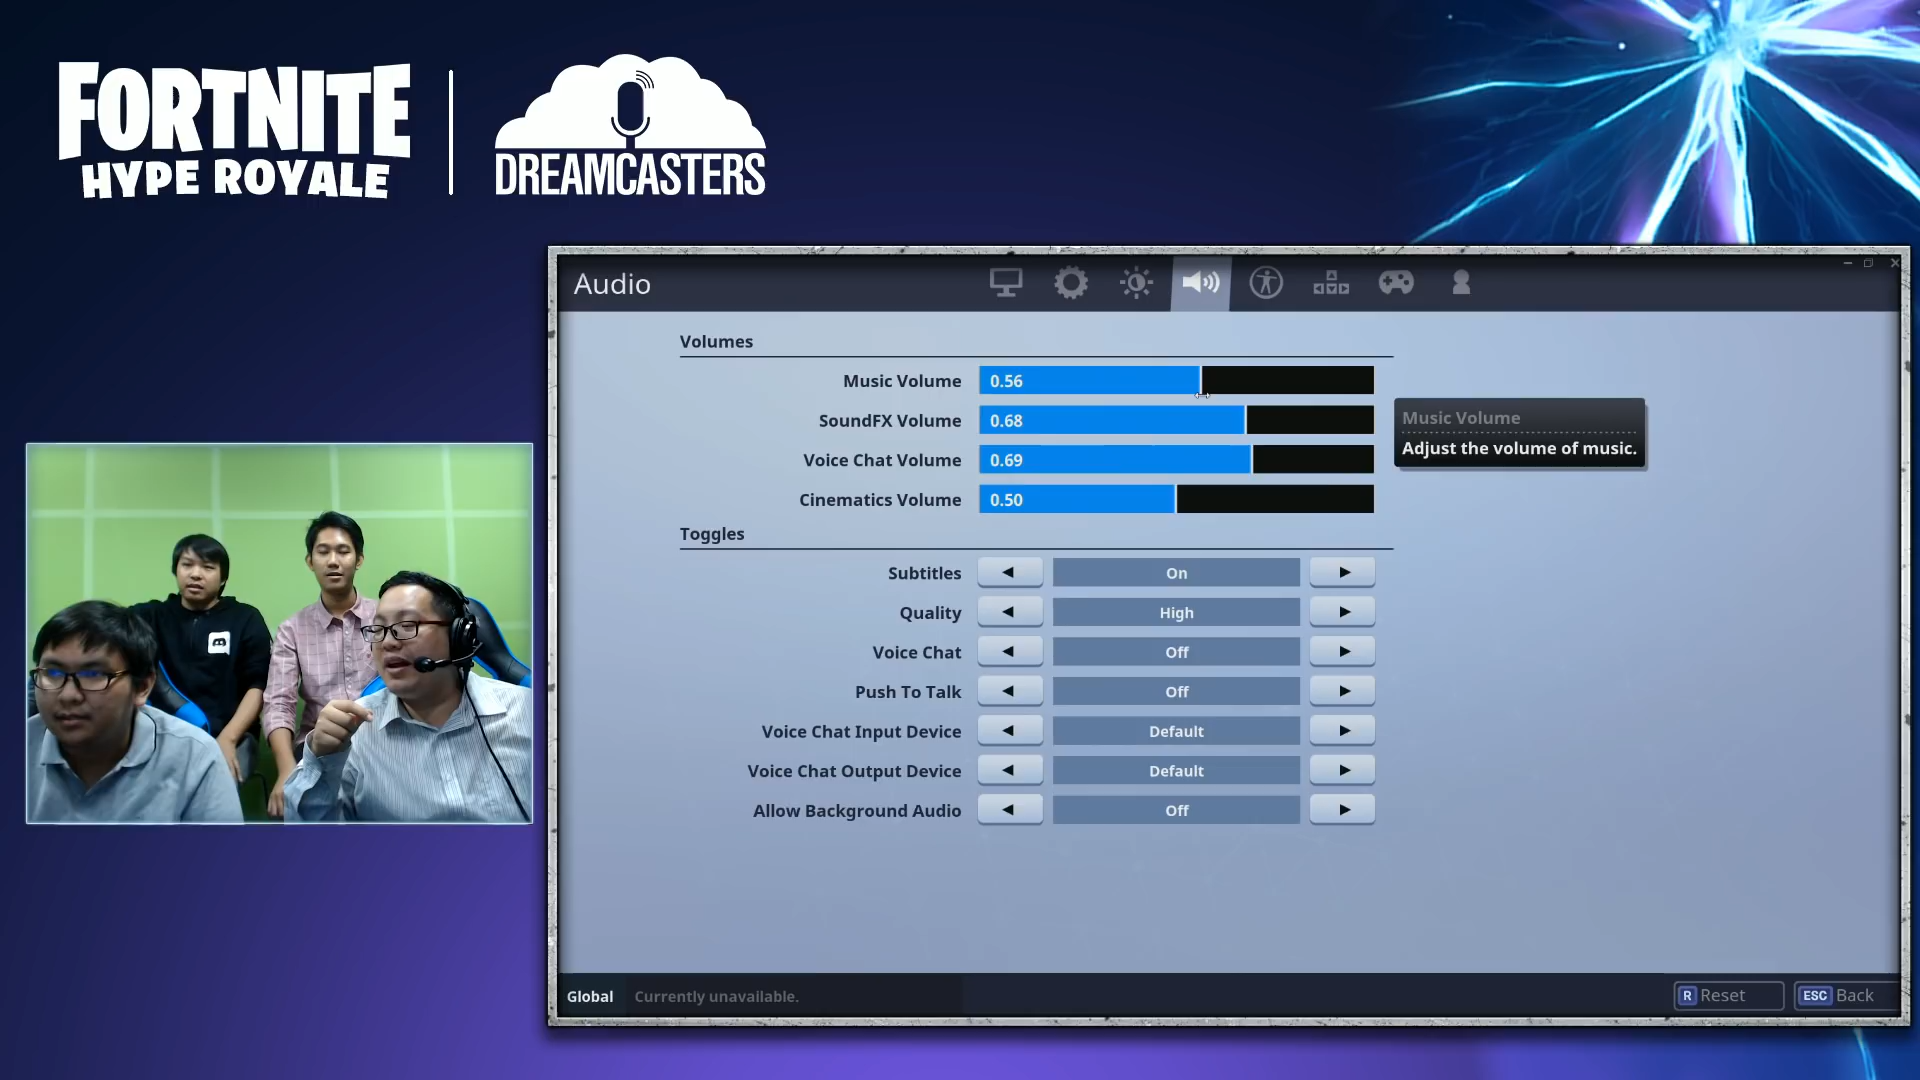 FORTNITE
HYPE ROYALE
DREAMCASTERS
Audio
Volumes
Music Volume 0.56
SoundFX Volume 0.68
Voice Chat Volume 0.69
Cinematics Volume 0.50
Music Volume
Adjust the volume of music.
Toggles
Subtitles On
Quality High
Voice Chat Off
Push To Talk Off
Voice Chat Input Device Default
Voice Chat Output Device Default
Allow Background Audio Off
Global Currently unavailable.
R Reset ESC Back